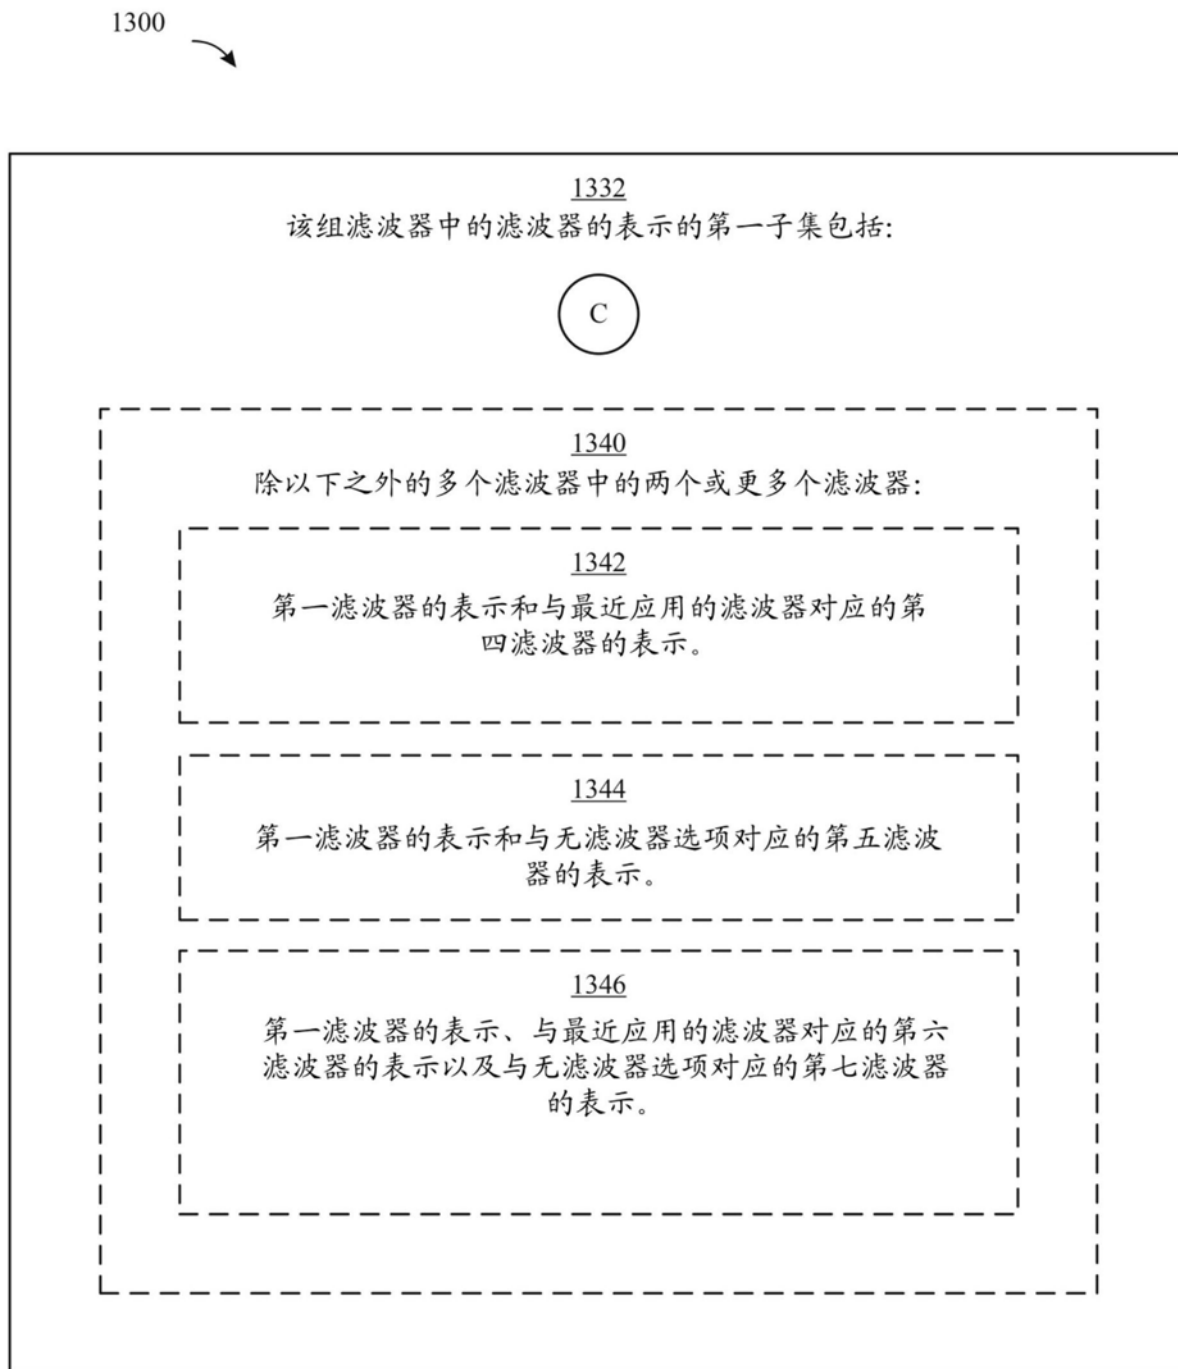 1300
1332
该组滤波器中的滤波器的表示的第一子集包括:
C
1340
除以下之外的多个滤波器中的两个或更多个滤波器:
1342
第一滤波器的表示和与最近应用的滤波器对应的第
四滤波器的表示。
1344
第一滤波器的表示和与无滤波器选项对应的第五滤波
器的表示。
1346
第一滤波器的表示、与最近应用的滤波器对应的第六
滤波器的表示以及与无滤波器选项对应的第七滤波器
的表示。